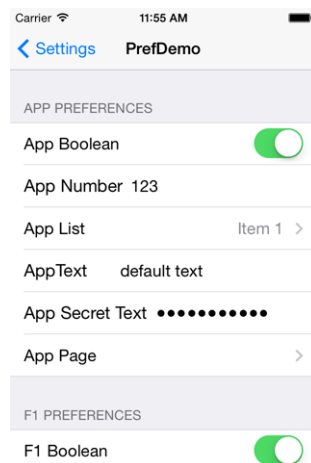 Carrier 11:55 AM
Settings PrefDemo
APP PREFERENCES
App Boolean
App Number 123
App List Item 1
AppText default text
App Secret Text •••••••••••
App Page
F1 PREFERENCES
F1 Boolean